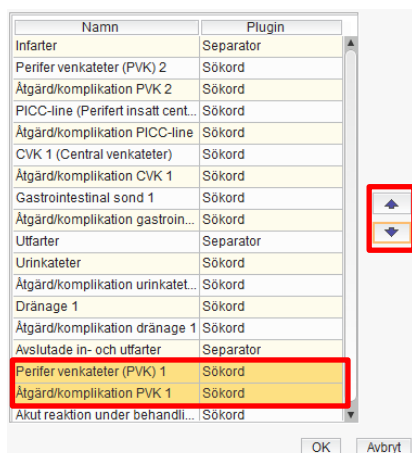 Namn Plugin
Infarter Separator
Perifer venkateter (PVK) 2 Sökord
Åtgärd/komplikation PVK 2 Sökord
PICC-line (Perifert insatt cent... Sökord
Åtgärd/komplikation PICC-line Sökord
CVK 1 (Central venkateter) Sökord
Åtgärd/komplikation CVK 1 Sökord
Gastrointestinal sond 1 Sökord
Åtgärd/komplikation gastroin... Sökord
Utfarter Separator
Urinkateter Sökord
Åtgärd/komplikation urinkatet... Sökord
Dränage 1 Sökord
Åtgärd/komplikation dränage 1 Sökord
Avslutade in- och utfarter Separator
Perifer venkateter (PVK) 1 Sökord
Åtgärd/komplikation PVK 1 Sökord
Akut reaktion under behandli... Sökord
OK Avbryt